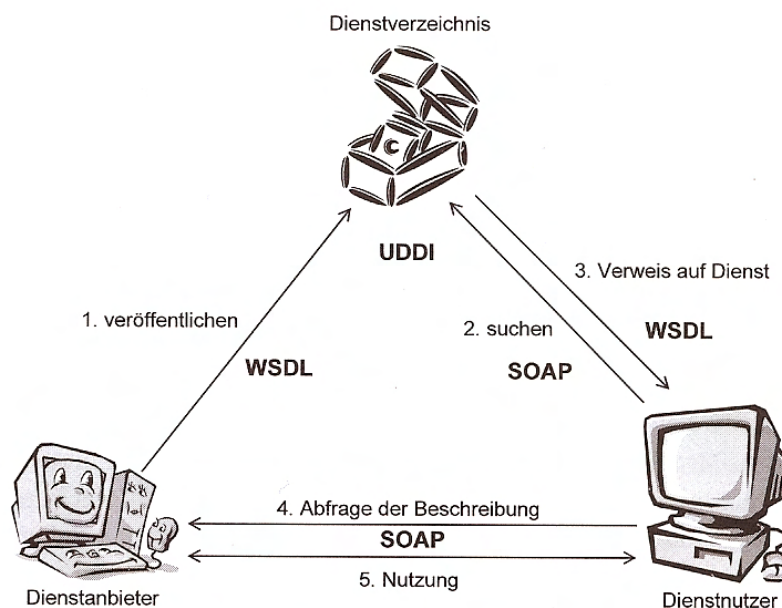 Dienstverzeichnis
C
UDDI
3. Verweis auf Dienst
1. veröffentlichen
2. suchen
WSDL
WSDL
SOAP
4. Abfrage der Beschreibung
SOAP
5. Nutzung
Dienstanbieter
Dienstnutzer